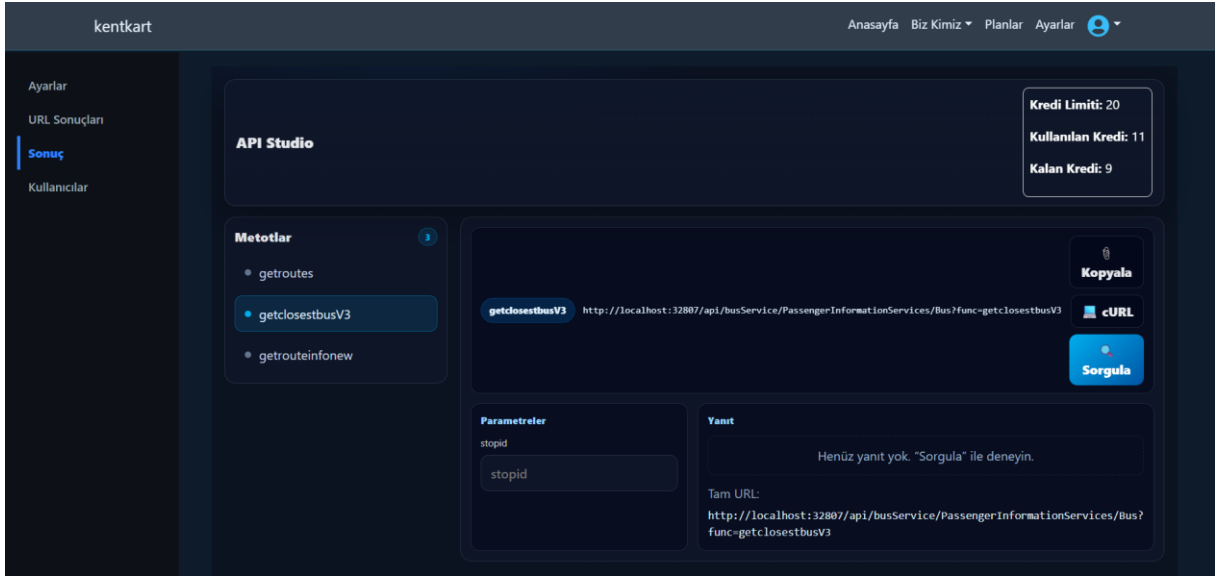 kentkart
Anasayfa Biz Kimiz Planlar Ayarlar
Ayarlar
URL Sonuçları
Sonuç
Kullanıcılar
API Studio
Kredi Limiti: 20
Kullanılan Kredi: 11
Kalan Kredi: 9
Metotlar 3
getroutes
getclosestbusV3
getrouteinfonew
getclosestbusV3 http://localhost:32807/api/busService/PassengerInformationServices/Bus?func=getclosestbusV3
Kopyala
cURL
Sorgula
Parametreler
stopid
stopid
Yanıt
Henüz yanıt yok. “Sorgula” ile deneyin.
Tam URL:
http://localhost:32807/api/busService/PassengerInformationServices/Bus?
func=getclosestbusV3